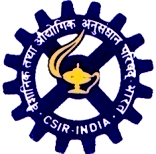 वैज्ञानिक तथा औद्योगिक अनुसंधान परिषद भारत
CSIR-INDIA